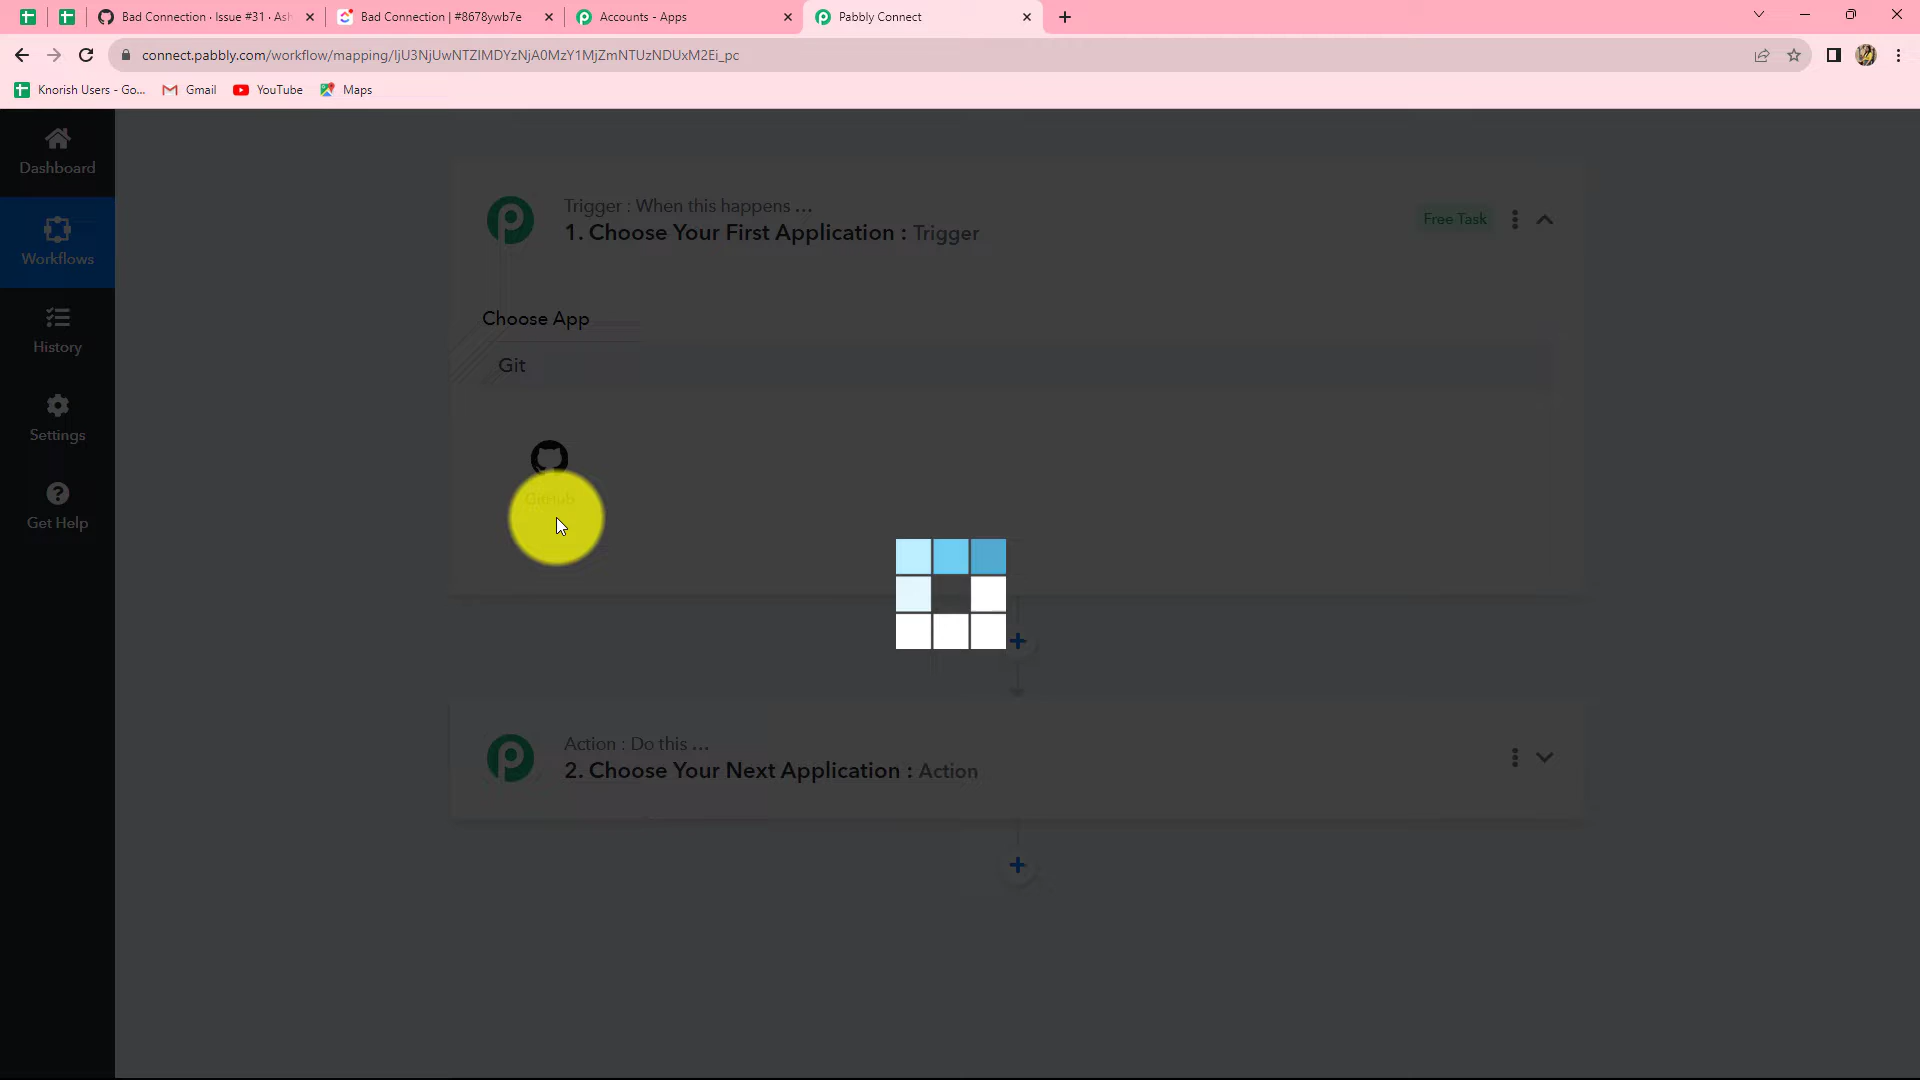 Bad Connection · Issue #31 · Ash
Bad Connection | #8678ywb7e
Accounts - Apps
Pabbly Connect
connect.pabbly.com/workflow/mapping/IjU3NjUwNTZlMDYzNjA0MzY1MjZmNTUzNDUxM2Ei_pc
Knorish Users - Go...
Gmail
YouTube
Maps
Dashboard
Workflows
History
Settings
Get Help
Trigger : When this happens ...
1. Choose Your First Application : Trigger
Free Task
Choose App
Git
GitHub
Action : Do this ...
2. Choose Your Next Application : Action